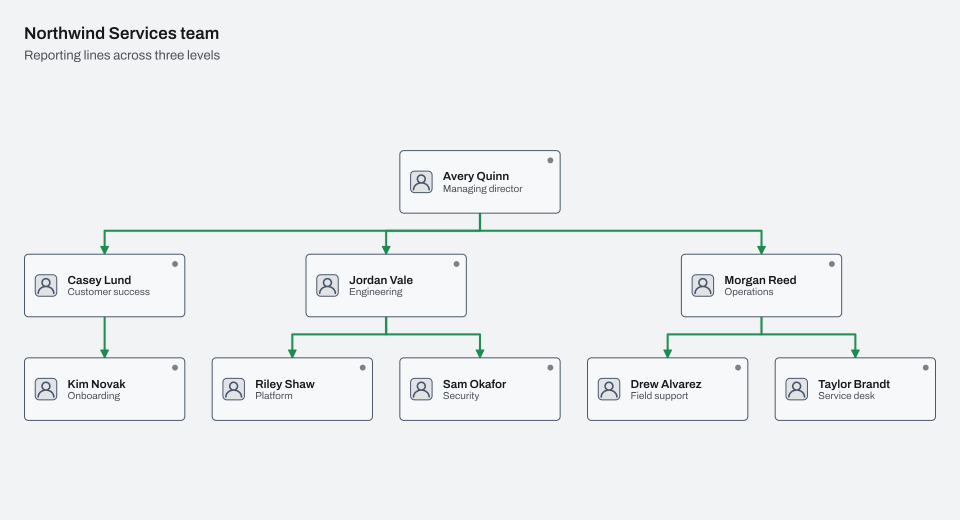 Northwind Services team
Reporting lines across three levels
Avery Quinn
Managing director
Casey Lund
Customer success
Jordan Vale
Engineering
Morgan Reed
Operations
Kim Novak
Onboarding
Riley Shaw
Platform
Sam Okafor
Security
Drew Alvarez
Field support
Taylor Brandt
Service desk